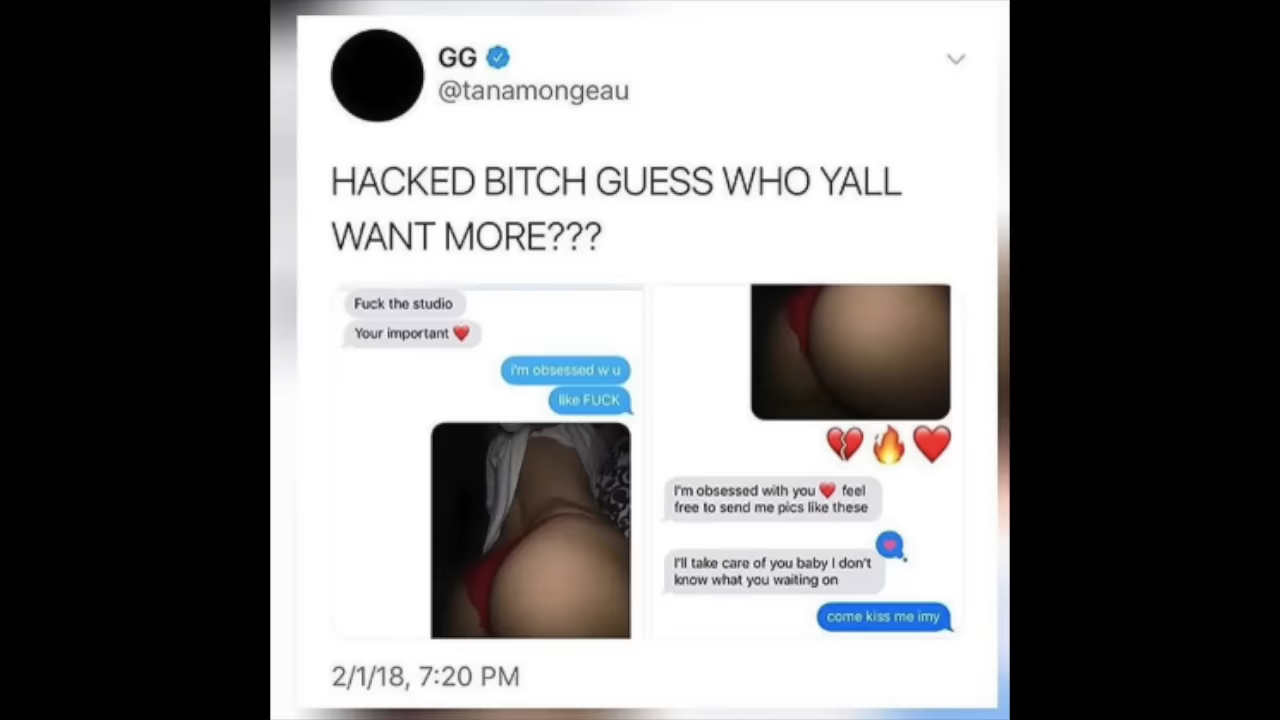 GG
@tanamongeau
HACKED BITCH GUESS WHO YALL
WANT MORE???
Fuck the studio
Your important ❤️
i'm obsessed w u
like FUCK
💔🔥❤️
I'm obsessed with you ❤️ feel
free to send me pics like these
I'll take care of you baby I don't
know what you waiting on
come kiss me imy
2/1/18, 7:20 PM